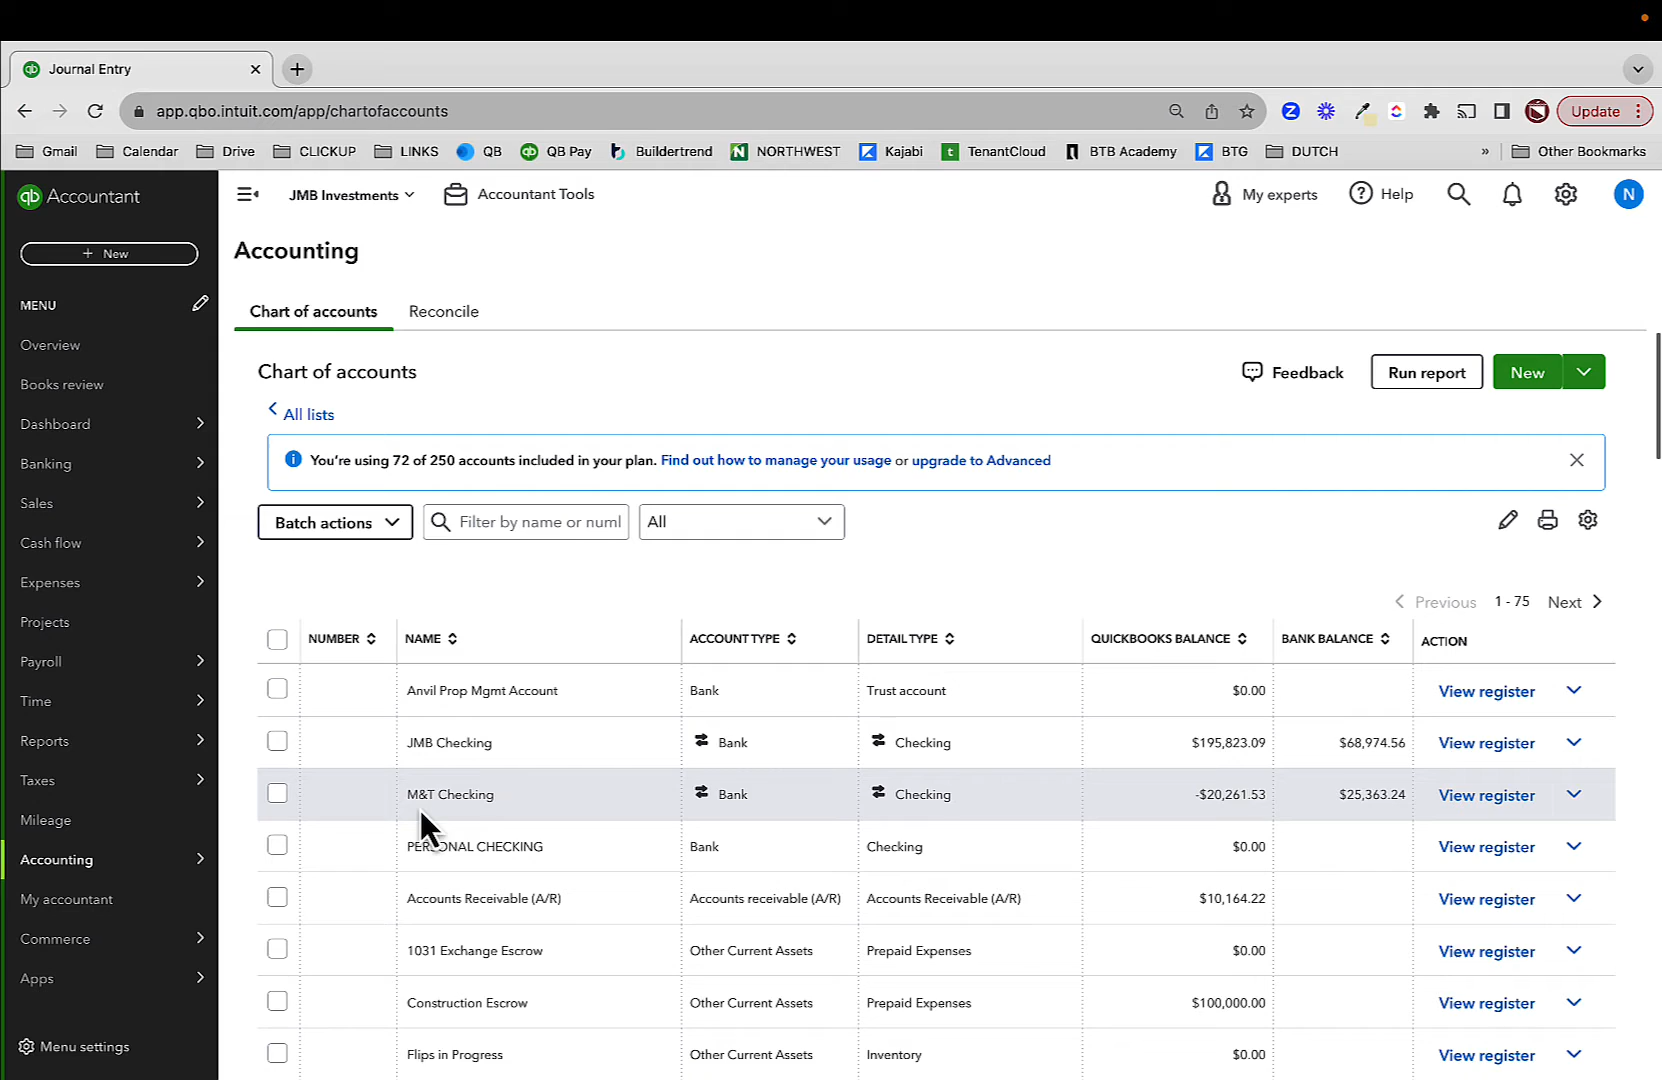 Journal Entry
app.qbo.intuit.com/app/chartofaccounts
Update
Gmail Calendar Drive CLICKUP LINKS QB QB Pay Buildertrend NORTHWEST Kajabi TenantCloud BTB Academy BTG DUTCH » Other Bookmarks
qb Accountant
JMB Investments Accountant Tools My experts Help N
+ New
Accounting
MENU
Chart of accounts Reconcile
Overview
Books review
Dashboard
Banking
Sales
Cash flow
Expenses
Projects
Payroll
Time
Reports
Taxes
Mileage
Accounting
My accountant
Commerce
Apps
Menu settings
Chart of accounts Feedback Run report New
All lists
You're using 72 of 250 accounts included in your plan. Find out how to manage your usage or upgrade to Advanced
Batch actions Filter by name or numl All
Previous 1 - 75 Next
NUMBER NAME ACCOUNT TYPE DETAIL TYPE QUICKBOOKS BALANCE BANK BALANCE ACTION
Anvil Prop Mgmt Account Bank Trust account $0.00 View register
JMB Checking Bank Checking $195,823.09 $68,974.56 View register
M&T Checking Bank Checking -$20,261.53 $25,363.24 View register
PERSONAL CHECKING Bank Checking $0.00 View register
Accounts Receivable (A/R) Accounts receivable (A/R) Accounts Receivable (A/R) $10,164.22 View register
1031 Exchange Escrow Other Current Assets Prepaid Expenses $0.00 View register
Construction Escrow Other Current Assets Prepaid Expenses $100,000.00 View register
Flips in Progress Other Current Assets Inventory $0.00 View register